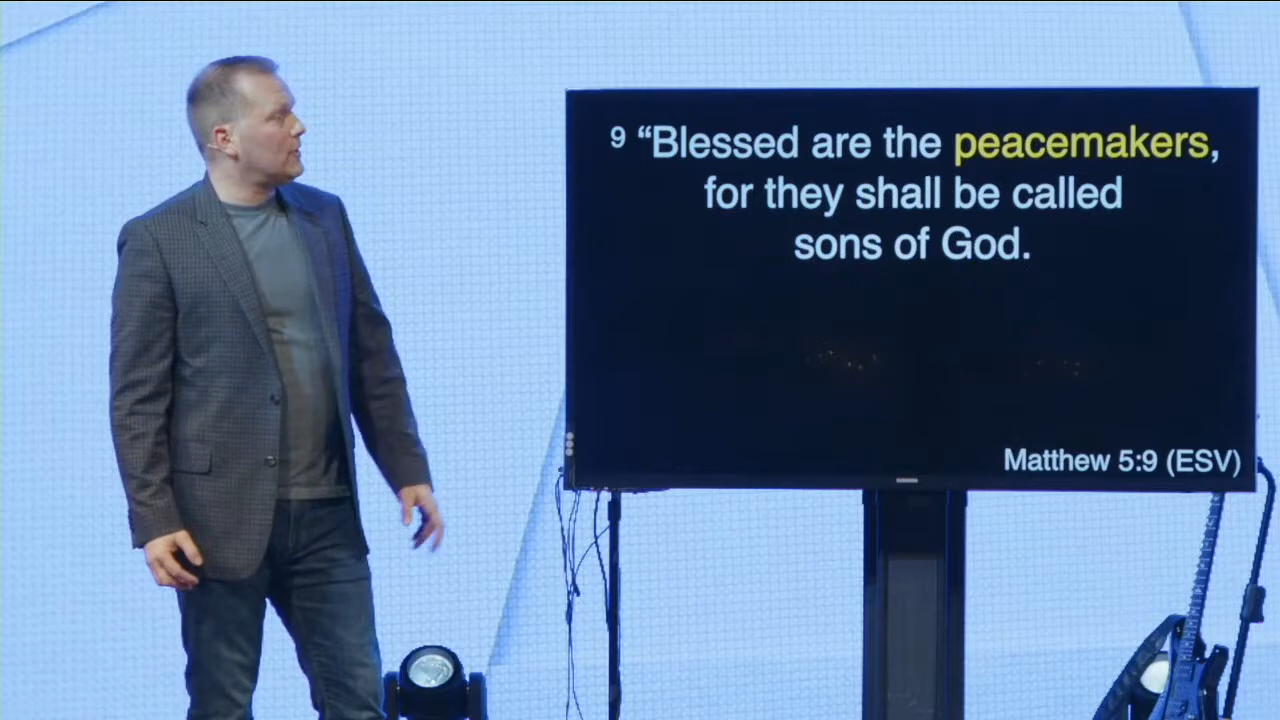 9 “Blessed are the peacemakers,
for they shall be called
sons of God.
Matthew 5:9 (ESV)